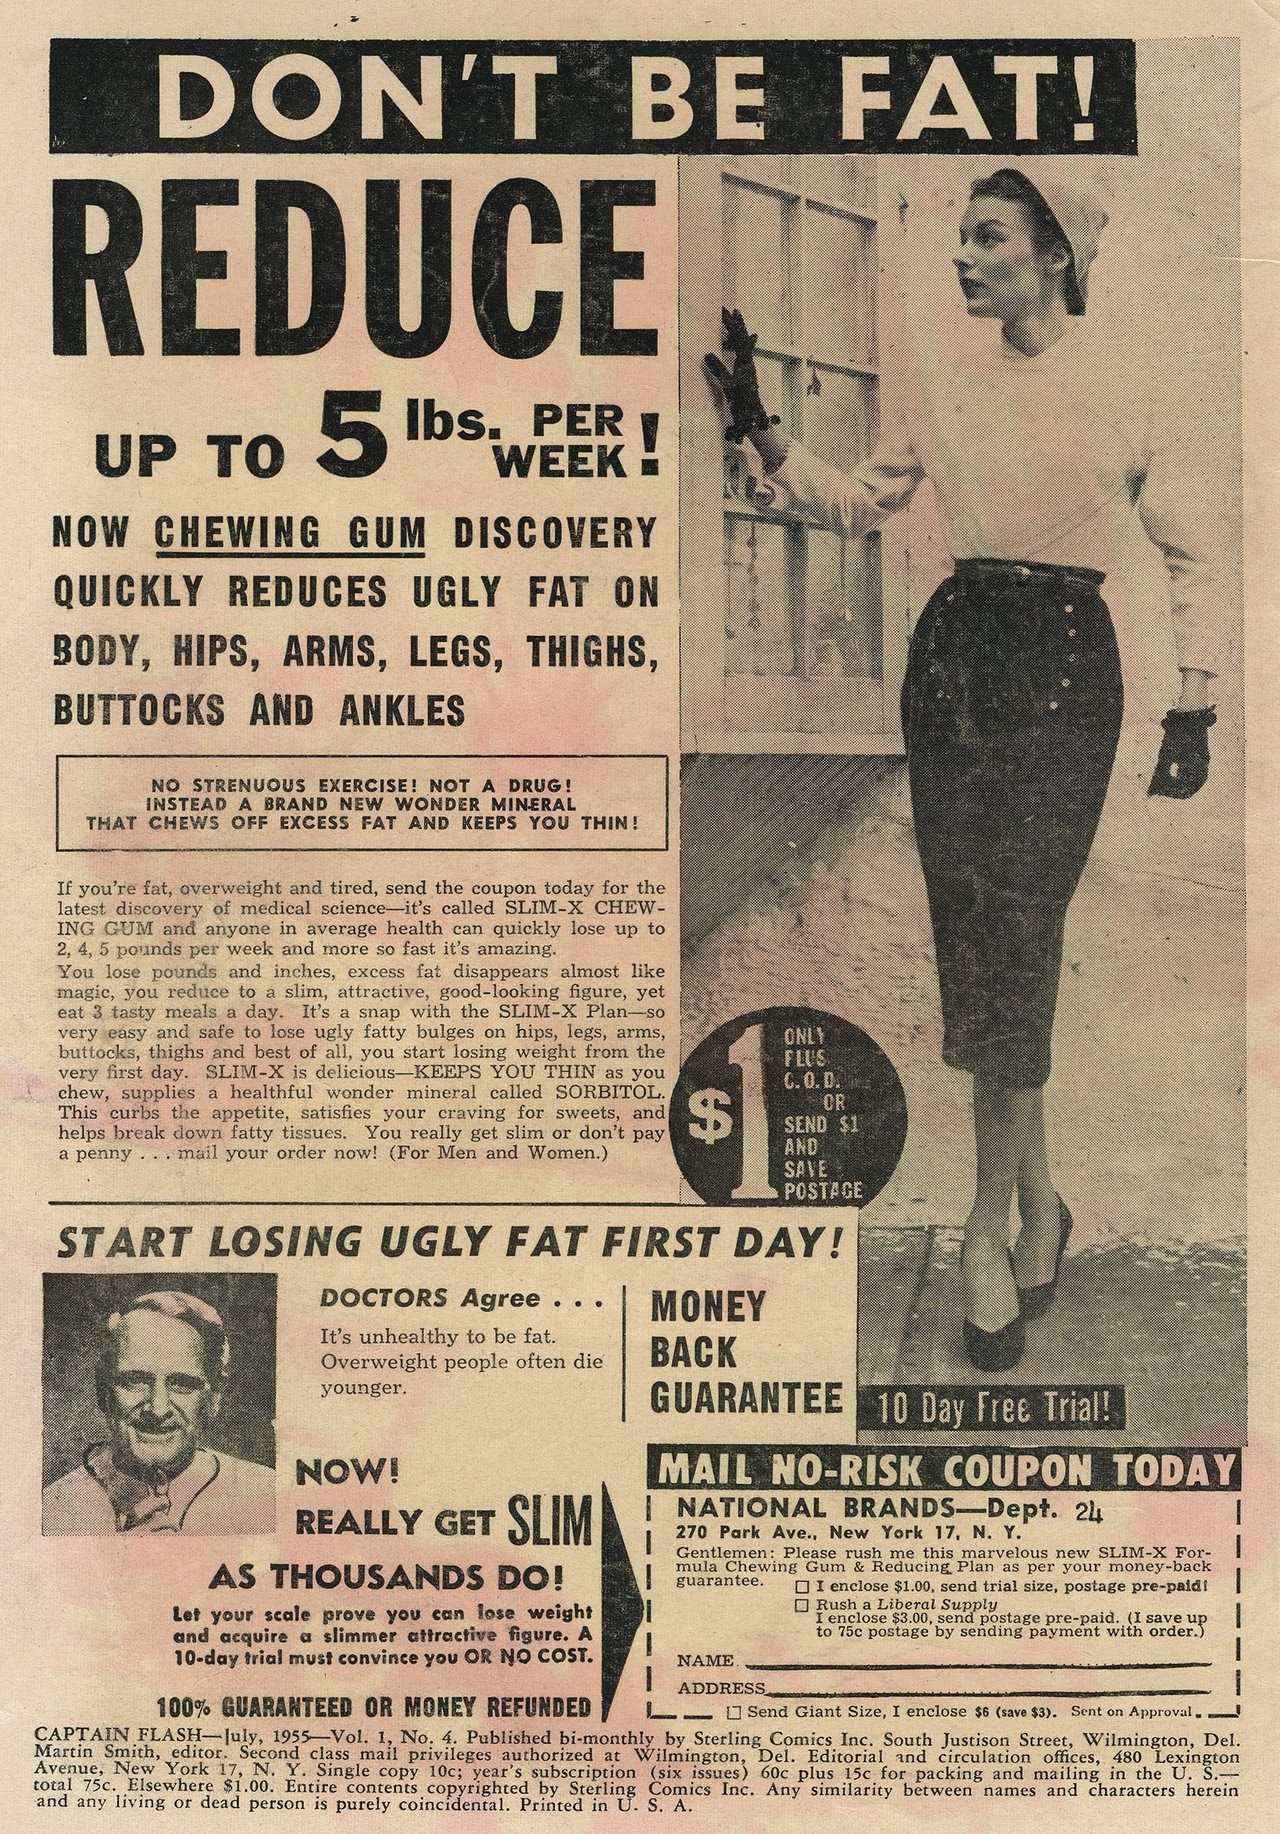 DON'T BE FAT!
REDUCE
UP TO 5 lbs. PER WEEK!
NOW CHEWING GUM DISCOVERY
QUICKLY REDUCES UGLY FAT ON
BODY, HIPS, ARMS, LEGS, THIGHS,
BUTTOCKS AND ANKLES
NO STRENUOUS EXERCISE! NOT A DRUG!
INSTEAD A BRAND NEW WONDER MINERAL
THAT CHEWS OFF EXCESS FAT AND KEEPS YOU THIN!
If you're fat, overweight and tired, send the coupon today for the
latest discovery of medical science—it's called SLIM-X CHEW-
ING GUM and anyone in average health can quickly lose up to
2, 4, 5 pounds per week and more so fast it's amazing.
You lose pounds and inches, excess fat disappears almost like
magic, you reduce to a slim, attractive, good-looking figure, yet
eat 3 tasty meals a day. It's a snap with the SLIM-X Plan—so
very easy and safe to lose ugly fatty bulges on hips, legs, arms,
buttocks, thighs and best of all, you start losing weight from the
very first day. SLIM-X is delicious—KEEPS YOU THIN as you
chew, supplies a healthful wonder mineral called SORBITOL.
This curbs the appetite, satisfies your craving for sweets, and
helps break down fatty tissues. You really get slim or don't pay
a penny . . . mail your order now! (For Men and Women.)
$1
ONLY
PLUS
C.O.D.
OR
SEND $1
AND
SAVE
POSTAGE
START LOSING UGLY FAT FIRST DAY!
DOCTORS Agree . . .
It's unhealthy to be fat.
Overweight people often die
younger.
MONEY
BACK
GUARANTEE
10 Day Free Trial!
NOW!
REALLY GET SLIM
AS THOUSANDS DO!
Let your scale prove you can lose weight
and acquire a slimmer attractive figure. A
10-day trial must convince you OR NO COST.
100% GUARANTEED OR MONEY REFUNDED
MAIL NO-RISK COUPON TODAY
NATIONAL BRANDS—Dept. 24
270 Park Ave., New York 17, N. Y.
Gentlemen: Please rush me this marvelous new SLIM-X For-
mula Chewing Gum & Reducing Plan as per your money-back
guarantee. ☐ I enclose $1.00, send trial size, postage pre-paid!
☐ Rush a Liberal Supply
I enclose $3.00, send postage pre-paid. (I save up
to 75c postage by sending payment with order.)
NAME
ADDRESS
☐ Send Giant Size, I enclose $6 (save $3). Sent on Approval.
CAPTAIN FLASH—July, 1955—Vol. 1, No. 4. Published bi-monthly by Sterling Comics Inc. South Justison Street, Wilmington, Del.
Martin Smith, editor. Second class mail privileges authorized at Wilmington, Del. Editorial and circulation offices, 480 Lexington
Avenue, New York 17, N. Y. Single copy 10c; year's subscription (six issues) 60c plus 15c for packing and mailing in the U. S.—
total 75c. Elsewhere $1.00. Entire contents copyrighted by Sterling Comics Inc. Any similarity between names and characters herein
and any living or dead person is purely coincidental. Printed in U. S. A.